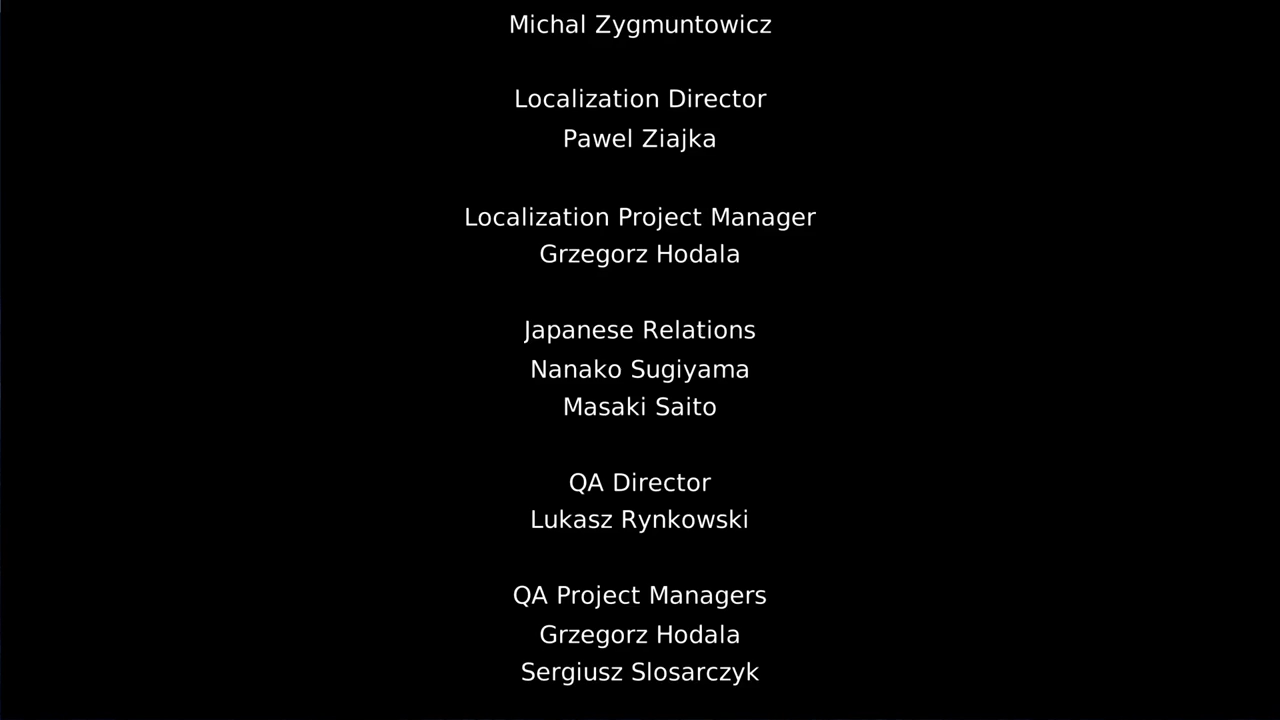 Michal Zygmuntowicz
Localization Director
Pawel Ziajka
Localization Project Manager
Grzegorz Hodala
Japanese Relations
Nanako Sugiyama
Masaki Saito
QA Director
Lukasz Rynkowski
QA Project Managers
Grzegorz Hodala
Sergiusz Slosarczyk